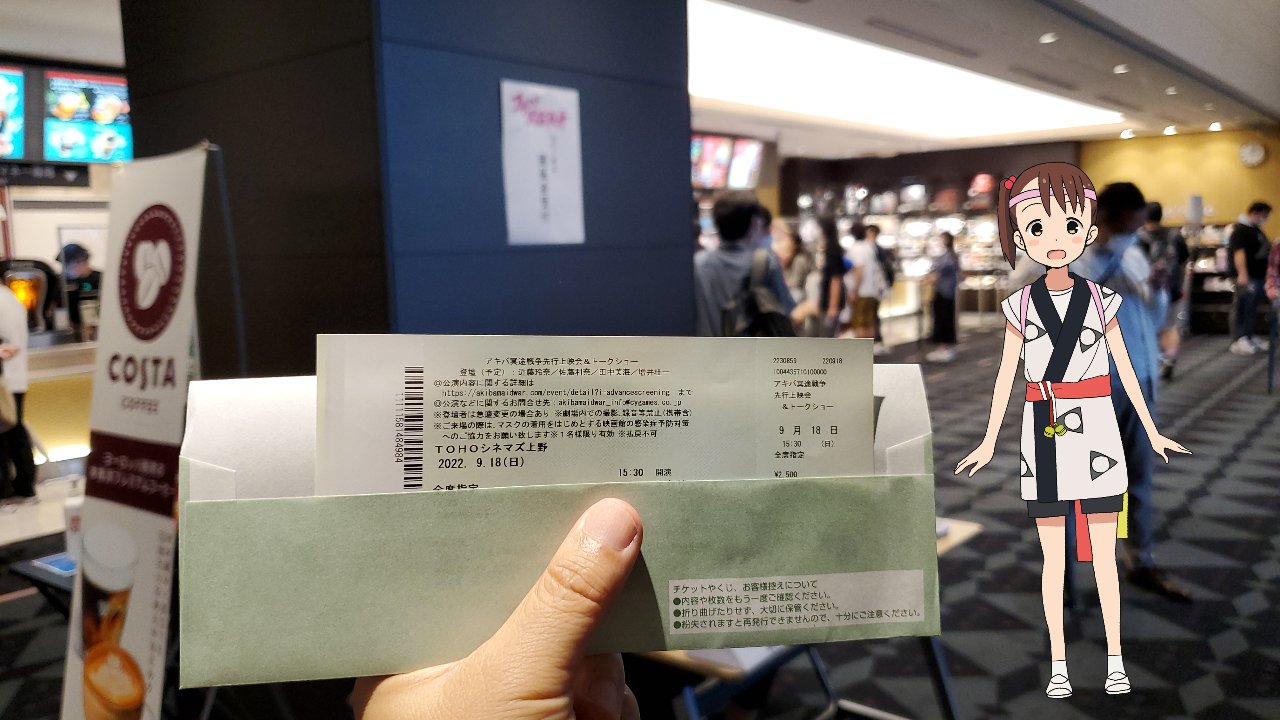 COSTA
COFFEE
アキバ冥途戦争先行上映会&トークショー
登壇(予定):近藤玲奈/佐藤利奈/田中美海/増井壮一
@公演内容に関する詳細は
https://akibamaidwar.com/event/detail?i advancescreening まで
@公演などに関するお問合せ先:akibamaid_info@cygames.co.jp
※登壇者は急遽変更の場合あり ※劇場内での撮影,録音等禁止(携帯含)
※ご来場の際は、マスクの着用をはじめとする映画館の感染症予防対策
へのご協力をお願い致します※1名様限り有効 ※払戻不可
TOHOシネマズ上野
2022. 9.18(日)
15:30 開演
全席指定
2230859 220918
1004435710100000
アキバ冥途戦争
先行上映会
&トークショー
9月18日
15:30 (日)
全席指定
¥2,500
チケットやくじ、お客様控えについて
●内容や枚数をもう一度ご確認ください。
●折り曲げたりせず、大切に保管ください。
●紛失されますと再発行できませんので、十分にご注意ください。